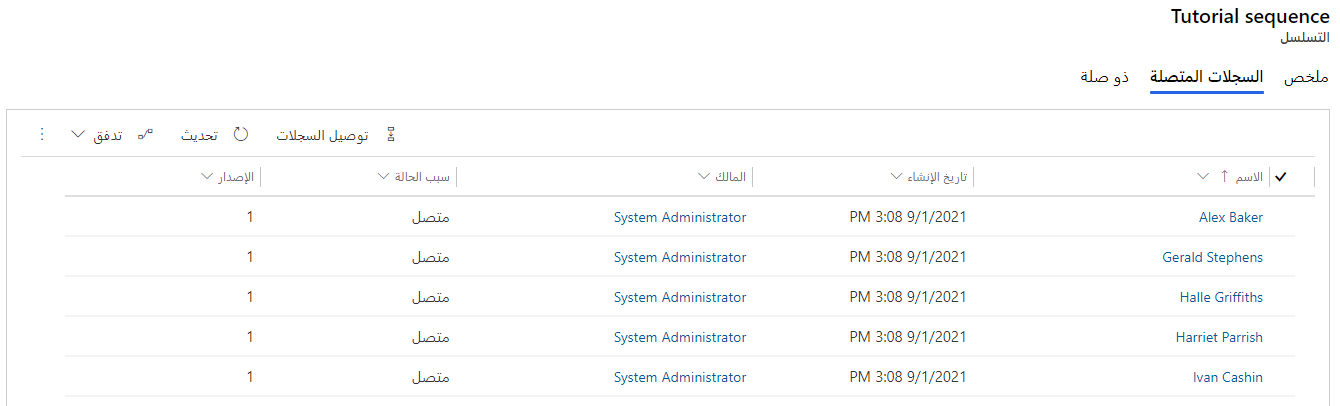 Tutorial sequence
التسلسل
ملخص السجلات المتصلة ذو صلة
توصيل السجلات تحديث تدفق
الاسم تاريخ الإنشاء المالك سبب الحالة الإصدار
Alex Baker PM 3:08 9/1/2021 System Administrator متصل 1
Gerald Stephens PM 3:08 9/1/2021 System Administrator متصل 1
Halle Griffiths PM 3:08 9/1/2021 System Administrator متصل 1
Harriet Parrish PM 3:08 9/1/2021 System Administrator متصل 1
Ivan Cashin PM 3:08 9/1/2021 System Administrator متصل 1